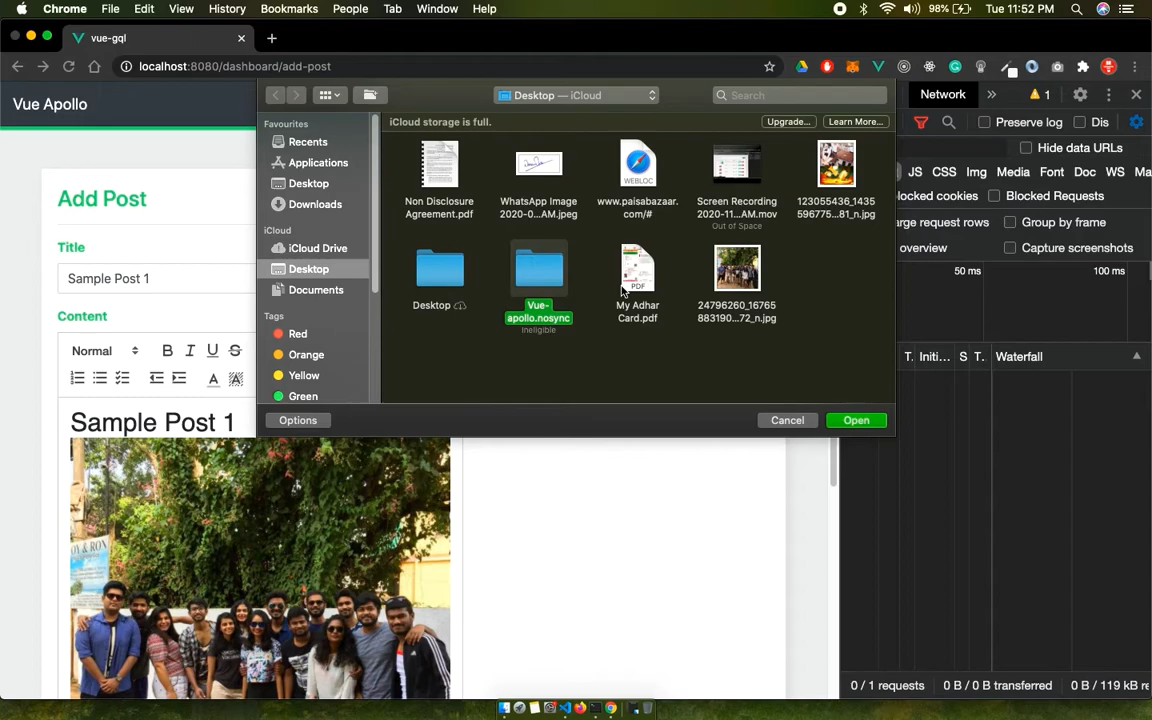 Chrome File Edit View History Bookmarks People Tab Window Help 98% Tue 11:52 PM
vue-gql
localhost:8080/dashboard/add-post
Vue Apollo
Desktop — iCloud
Search
Network
1
Favourites
iCloud storage is full.
Upgrade...
Learn More...
Preserve log
Dis
Recents
Applications
Desktop
Downloads
iCloud
iCloud Drive
Desktop
Documents
Tags
Red
Orange
Yellow
Green
Non Disclosure
Agreement.pdf
WhatsApp Image
2020-0...AM.jpeg
WEBLOC
www.paisabazaar.
com/#
Screen Recording
2020-11...AM.mov
Out of Space
123055436_1435
596775...81_n.jpg
Desktop
Vue-
apollo.nosync
Ineligible
PDF
My Adhar
Card.pdf
24796260_16765
883190...72_n.jpg
Options
Cancel
Open
Hide data URLs
JS CSS Img Media Font Doc WS Ma
locked cookies
Blocked Requests
arge request rows
Group by frame
overview
Capture screenshots
50 ms
100 ms
T. Initi... S T. Waterfall
Add Post
Title
Sample Post 1
Content
Normal B I U S
A
Sample Post 1
OY & RON
0 / 1 requests 0 B / 0 B transferred 0 B / 119 kB re